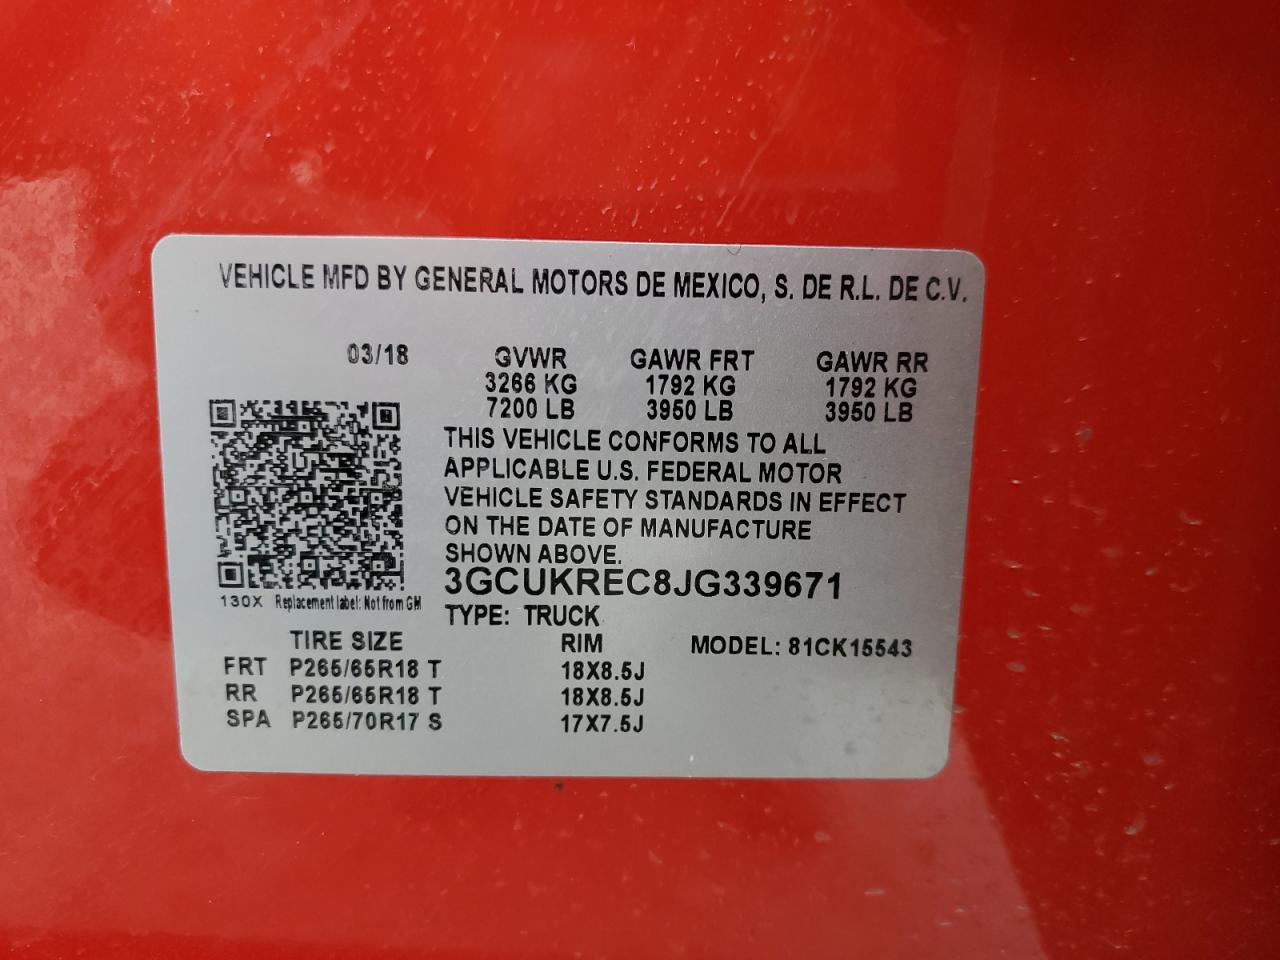 VEHICLE MFD BY GENERAL MOTORS DE MEXICO, S. DE R.L. DE C.V.
03/18 GVWR GAWR FRT GAWR RR
3266 KG 1792 KG 1792 KG
7200 LB 3950 LB 3950 LB
THIS VEHICLE CONFORMS TO ALL
APPLICABLE U.S. FEDERAL MOTOR
VEHICLE SAFETY STANDARDS IN EFFECT
ON THE DATE OF MANUFACTURE
SHOWN ABOVE.
3GCUKREC8JG339671
130X Replacement label: Not from GM
TYPE: TRUCK
TIRE SIZE RIM MODEL: 81CK15543
FRT P265/65R18 T 18X8.5J
RR P265/65R18 T 18X8.5J
SPA P265/70R17 S 17X7.5J